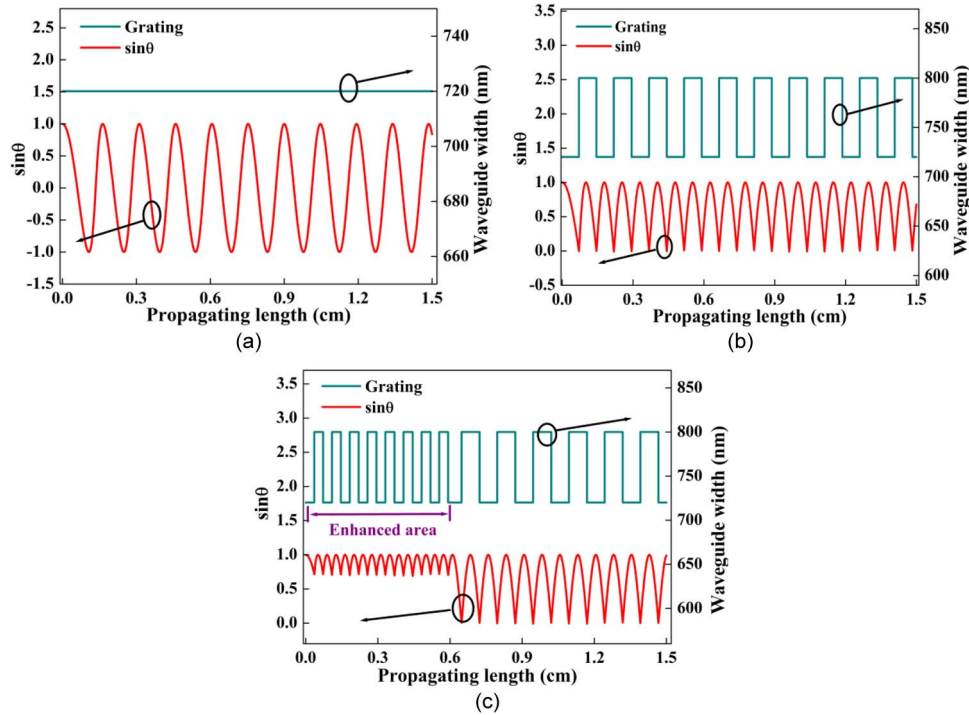 Grating
sinθ
2.5
2.0
1.5
1.0
0.5
0.0
-0.5
-1.0
-1.5
sinθ
740
720
700
680
660
Waveguide width (nm)
0.0 0.3 0.6 0.9 1.2 1.5
Propagating length (cm)
(a)
Grating
sinθ
3.5
3.0
2.5
2.0
1.5
1.0
0.5
0.0
-0.5
sinθ
850
800
750
700
650
600
Waveguide width (nm)
0.0 0.3 0.6 0.9 1.2 1.5
Propagating length (cm)
(b)
Grating
sinθ
3.5
3.0
2.5
2.0
1.5
1.0
0.5
0.0
sinθ
Enhanced area
850
800
750
700
650
600
Waveguide width (nm)
0.0 0.3 0.6 0.9 1.2 1.5
Propagating length (cm)
(c)